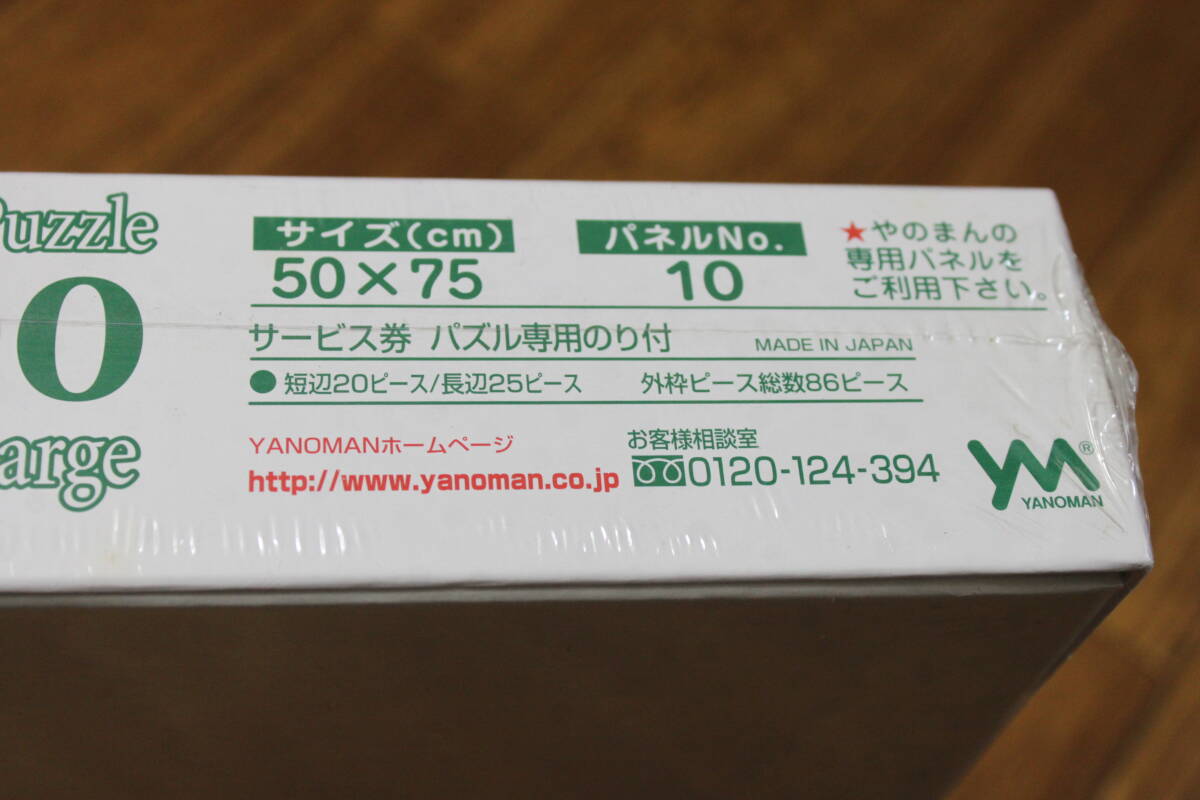 Puzzle
0
arge
サイズ(cm)
50×75
パネルNo.
10
★やのまんの
専用パネルを
ご利用下さい。
サービス券 パズル専用のり付
MADE IN JAPAN
●短辺20ピース/長辺25ピース 外枠ピース総数86ピース
YANOMANホームページ
http://www.yanoman.co.jp
お客様相談室
0120-124-394
YM®
YANOMAN